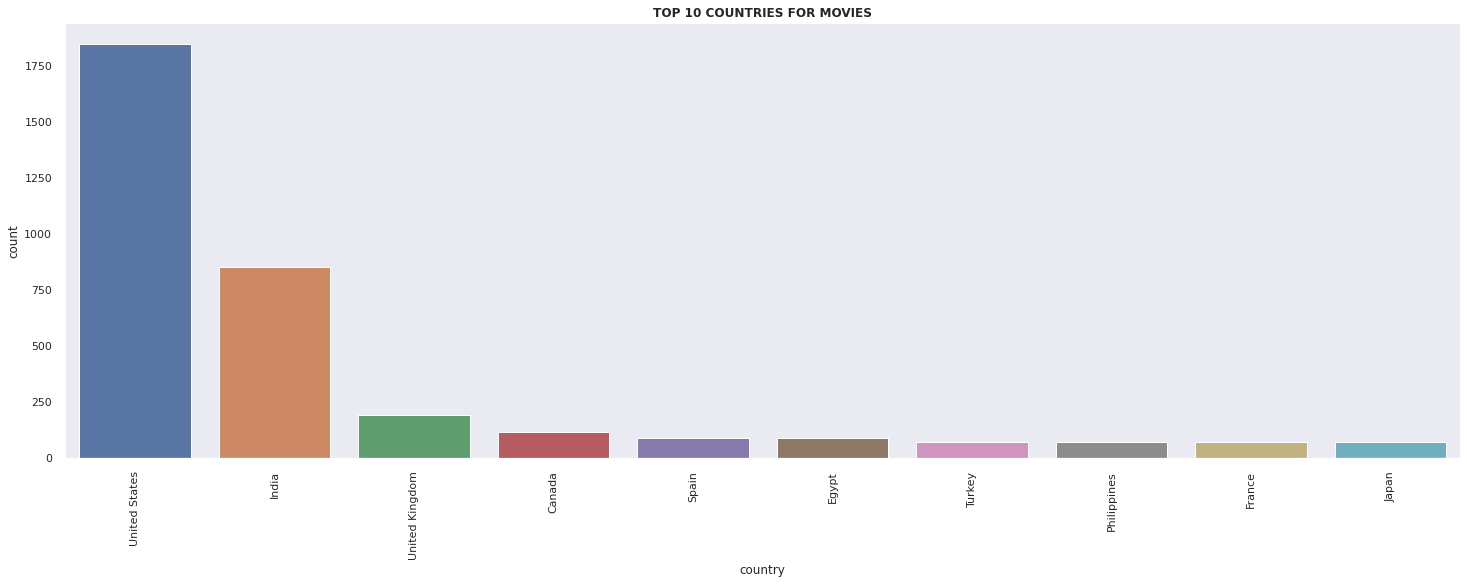 TOP 10 COUNTRIES FOR MOVIES
1750
1500
1250
1000
750
500
250
0
count
United States
India
United Kingdom
Canada
Spain
Egypt
Turkey
Philippines
France
Japan
country